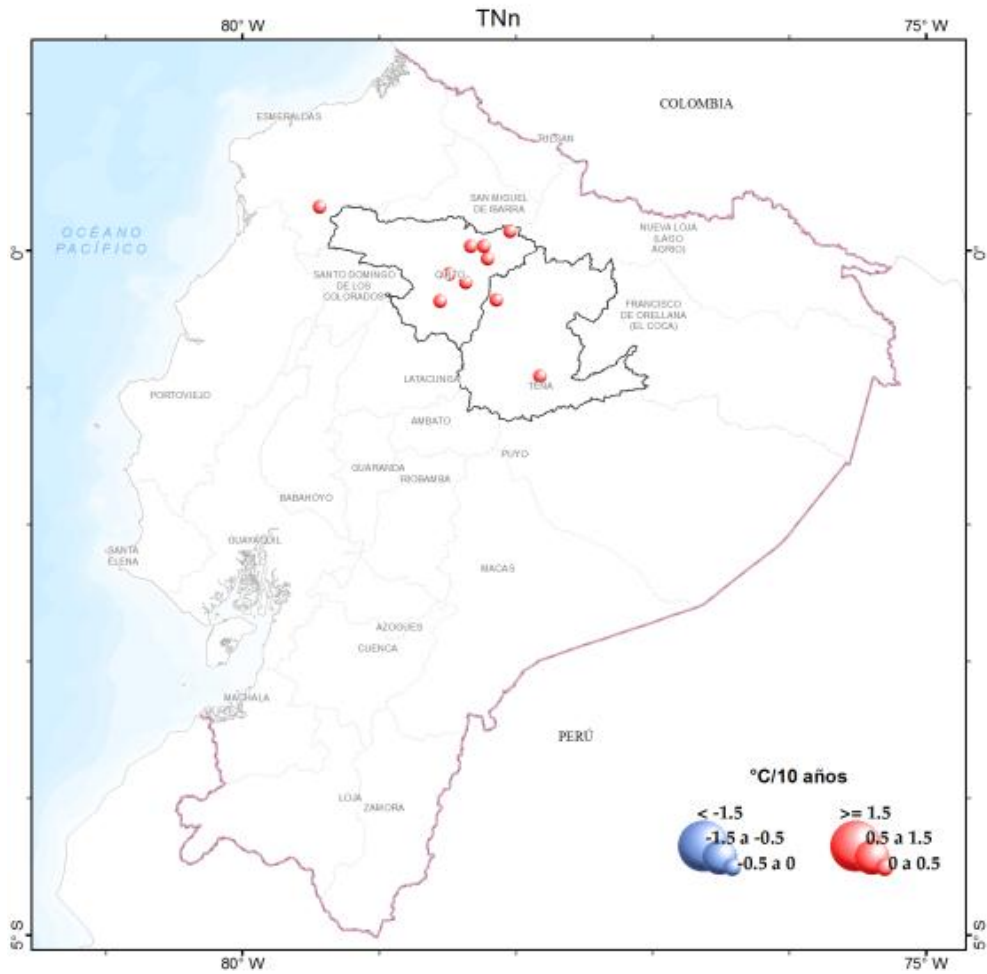 TNn
80° W
75° W
COLOMBIA
ESMERALDAS
TULCAN
SAN MIGUEL
DE IBARRA
OCÉANO
PACÍFICO
NUEVA LOJA
(LAGO
AGRIO)
0°
0°
SANTO DOMINGO
DE LOS
COLORADOS
QUITO
FRANCISCO
DE ORELLANA
(EL COCA)
LATACUNGA
TENA
PORTOVIEJO
AMBATO
PUYO
GUARANDA
RIOBAMBA
BABAHOYO
GUAYAQUIL
SANTA
ELENA
MACAS
AZOGUES
CUENCA
MACHALA
PERÚ
LOJA
ZAMORA
°C/10 años
< -1.5
-1.5 a -0.5
-0.5 a 0
>= 1.5
0.5 a 1.5
0 a 0.5
5° S
5° S
80° W
75° W